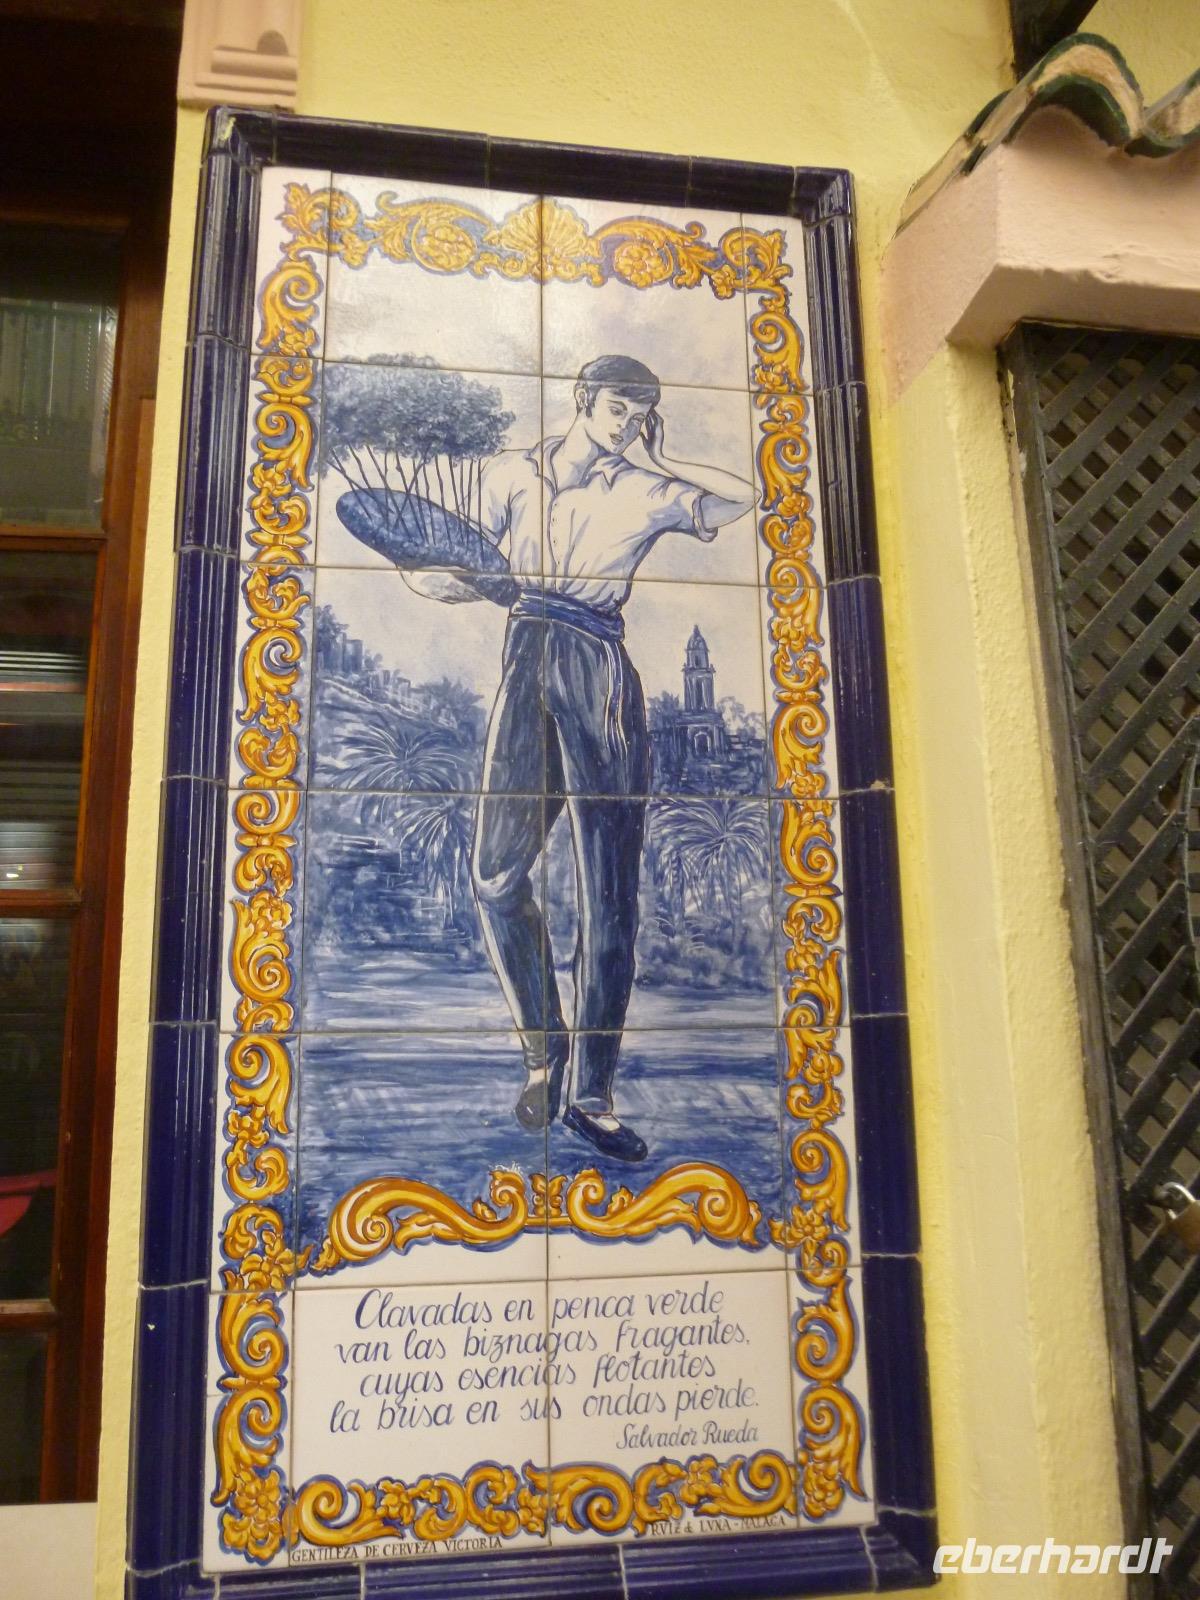 Clavadas en penca verde
van las biznagas fragantes,
cuyas esencias flotantes
la brisa en sus ondas pierde.
Salvador Rueda
RUIZ & LUNA - MALAGA
GENTILEZA DE CERVEZA VICTORIA
eberhardt